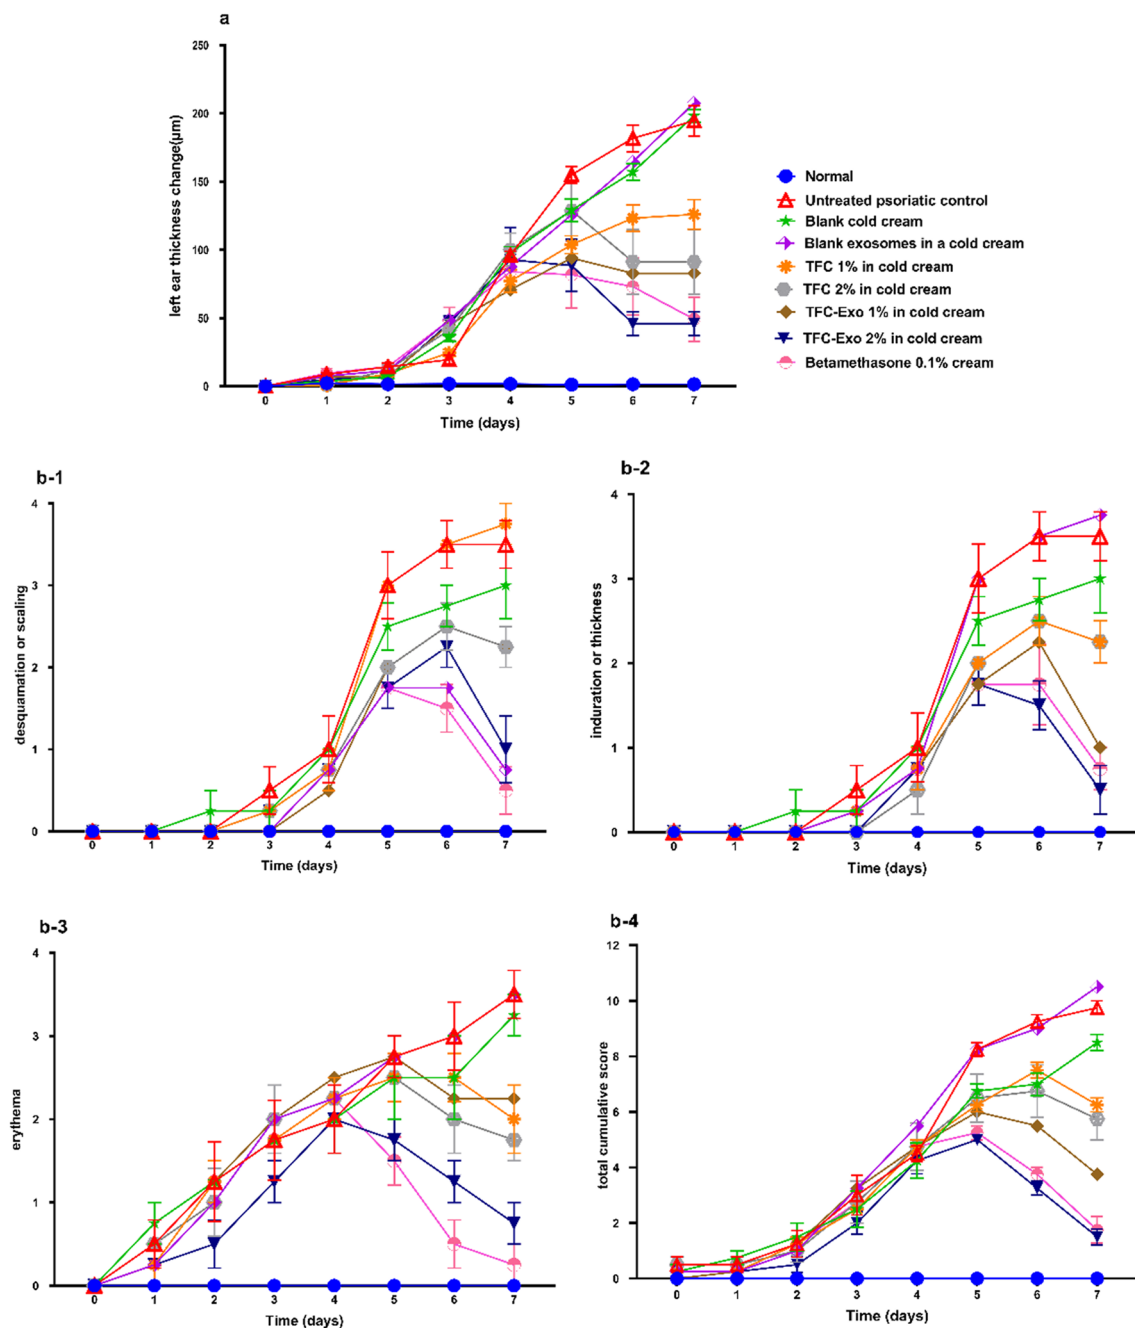 a
left ear thickness change(µm)
250
200
150
100
50
0
0 1 2 3 4 5 6 7
Time (days)
Normal
Untreated psoriatic control
Blank cold cream
Blank exosomes in a cold cream
TFC 1% in cold cream
TFC 2% in cold cream
TFC-Exo 1% in cold cream
TFC-Exo 2% in cold cream
Betamethasone 0.1% cream
b-1
desquamation or scaling
4
3
2
1
0
0 1 2 3 4 5 6 7
Time (days)
b-2
induration or thickness
4
3
2
1
0
0 1 2 3 4 5 6 7
Time (days)
b-3
erythema
4
3
2
1
0
0 1 2 3 4 5 6 7
Time (days)
b-4
total cumulative score
12
10
8
6
4
2
0
0 1 2 3 4 5 6 7
Time (days)